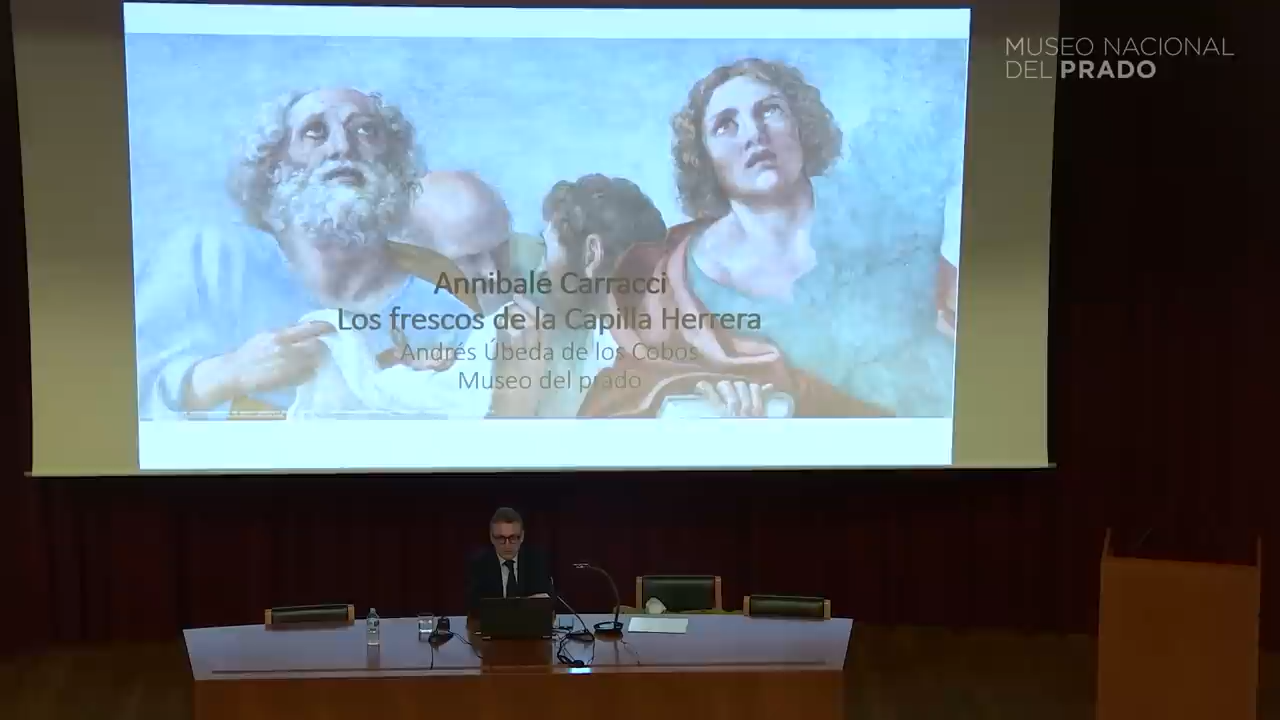 MUSEO NACIONAL
DEL PRADO
Annibale Carracci
Los frescos de la Capilla Herrera
Andrés Úbeda de los Cobos
Museo del prado